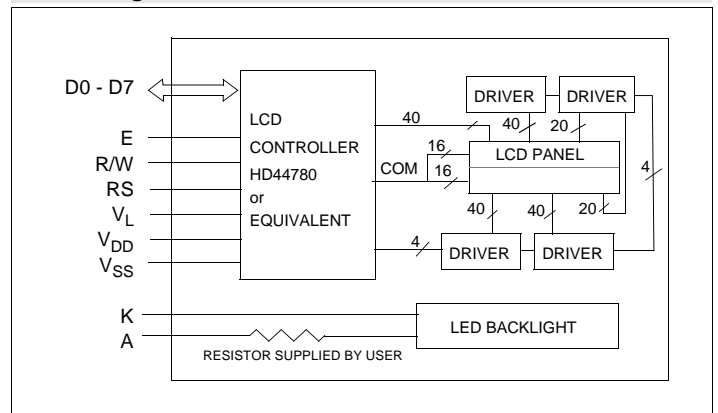 D0 - D7
E
R/W
RS
VL
VDD
VSS
K
A
LCD
CONTROLLER
HD44780
or
EQUIVALENT
40
COM
16
16
4
DRIVER
DRIVER
40
20
LCD PANEL
4
40
40
20
DRIVER
DRIVER
LED BACKLIGHT
RESISTOR SUPPLIED BY USER